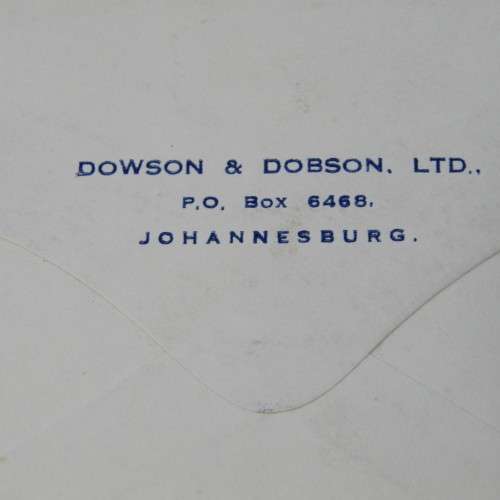 DOWSON & DOBSON, LTD.,
P.O. Box 6468,
JOHANNESBURG.